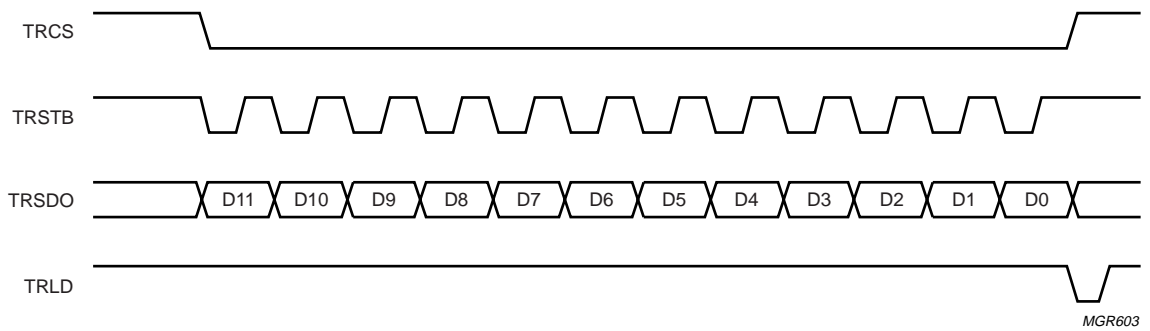 TRCS
TRSTB
TRSDO D11 D10 D9 D8 D7 D6 D5 D4 D3 D2 D1 D0
TRLD
MGR603